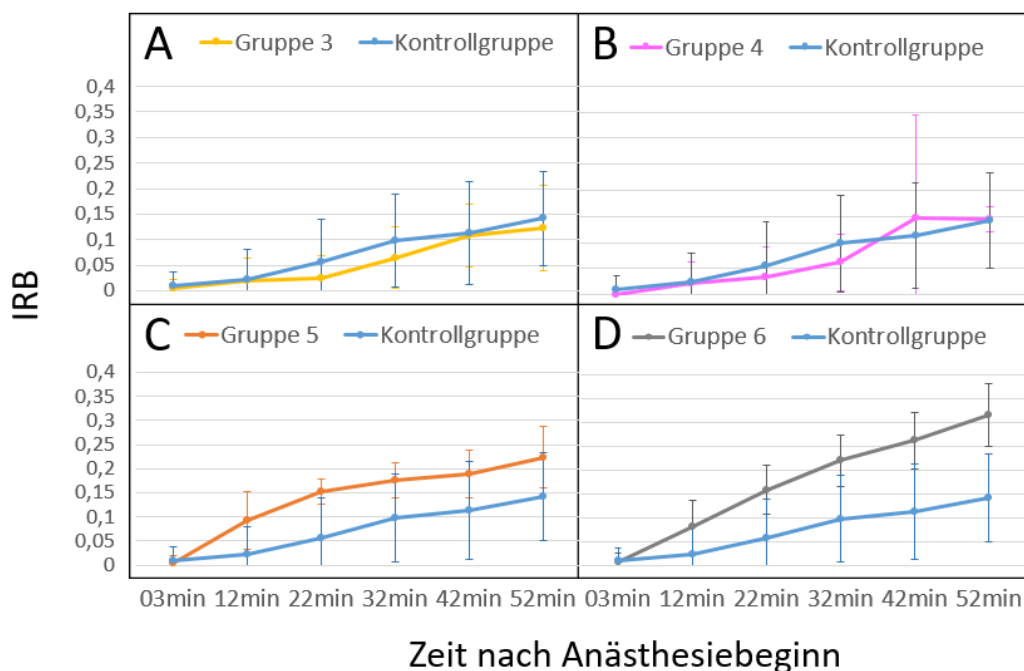 A Gruppe 3 Kontrollgruppe
B Gruppe 4 Kontrollgruppe
0,4
0,35
0,3
0,25
0,2
0,15
0,1
0,05
0
IRB
C Gruppe 5 Kontrollgruppe
D Gruppe 6 Kontrollgruppe
0,4
0,35
0,3
0,25
0,2
0,15
0,1
0,05
0
03min 12min 22min 32min 42min 52min
03min 12min 22min 32min 42min 52min
Zeit nach Anästhesiebeginn